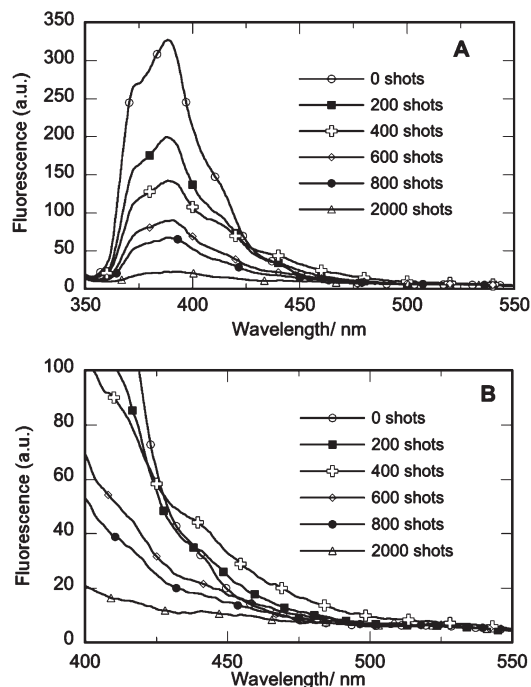 350
300
250
200
150
100
50
0
Fluorescence (a.u.)
A
0 shots
200 shots
400 shots
600 shots
800 shots
2000 shots
350 400 450 500 550
Wavelength/ nm
100
80
60
40
20
0
Fluorescence (a.u.)
B
0 shots
200 shots
400 shots
600 shots
800 shots
2000 shots
400 450 500 550
Wavelength/ nm